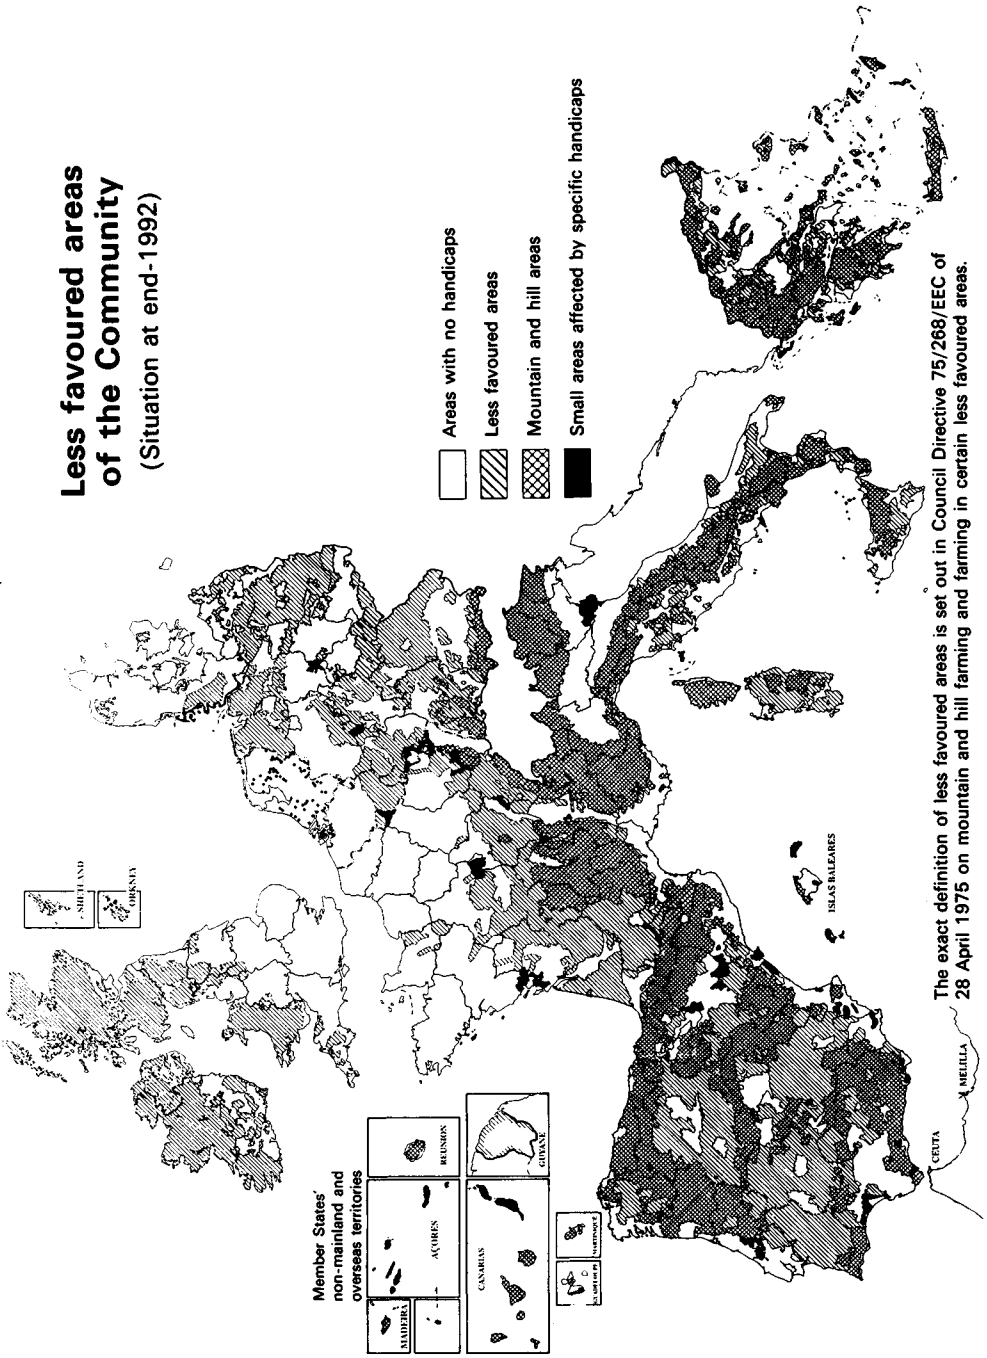 Less favoured areas
of the Community
(Situation at end-1992)
Areas with no handicaps
Less favoured areas
Mountain and hill areas
Small areas affected by specific handicaps
SHETLAND
ORKNEY
Member States'
non-mainland and
overseas territories
MADEIRA
AÇORES
REUNION
CANARIAS
GUYANE
GUADELOUPE
MARTINIQUE
ISLAS BALEARES
CEUTA
MELILLA
The exact definition of less favoured areas is set out in Council Directive 75/268/EEC of
28 April 1975 on mountain and hill farming and farming in certain less favoured areas.